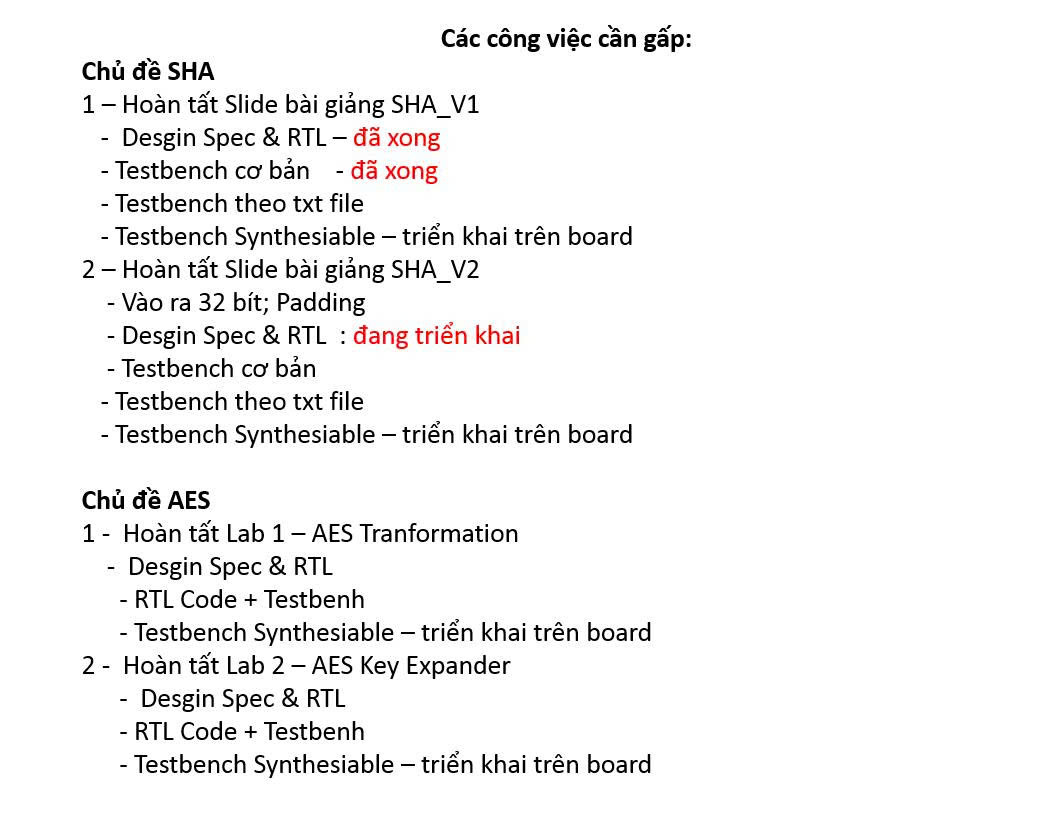 Các công việc cần gấp:
Chủ đề SHA
1 – Hoàn tất Slide bài giảng SHA_V1
- Desgin Spec & RTL – đã xong
- Testbench cơ bản - đã xong
- Testbench theo txt file
- Testbench Synthesiable – triển khai trên board
2 – Hoàn tất Slide bài giảng SHA_V2
- Vào ra 32 bít; Padding
- Desgin Spec & RTL : đang triển khai
- Testbench cơ bản
- Testbench theo txt file
- Testbench Synthesiable – triển khai trên board
Chủ đề AES
1 - Hoàn tất Lab 1 – AES Tranformation
- Desgin Spec & RTL
- RTL Code + Testbenh
- Testbench Synthesiable – triển khai trên board
2 - Hoàn tất Lab 2 – AES Key Expander
- Desgin Spec & RTL
- RTL Code + Testbenh
- Testbench Synthesiable – triển khai trên board